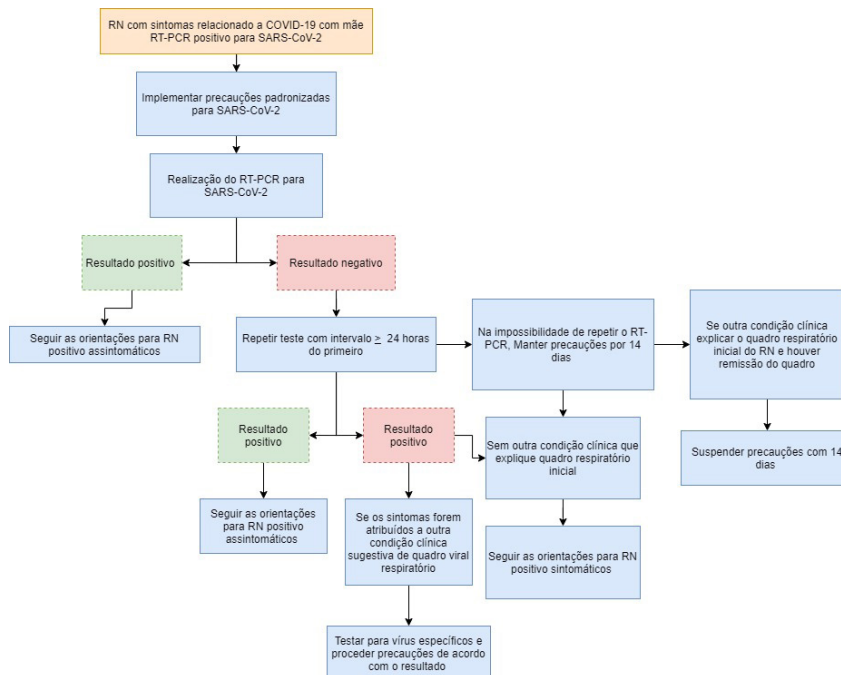 RN com sintomas relacionado a COVID-19 com mãe
RT-PCR positivo para SARS-CoV-2
Implementar precauções padronizadas
para SARS-CoV-2
Realização do RT-PCR para
SARS-CoV-2
Resultado positivo
Resultado negativo
Seguir as orientações para RN
positivo assintomáticos
Repetir teste com intervalo ≥ 24 horas
do primeiro
Na impossibilidade de repetir o RT-
PCR, Manter precauções por 14
dias
Se outra condição clínica
explicar o quadro respiratório
inicial do RN e houver
remissão do quadro
Suspender precauções com 14
dias
Resultado
positivo
Resultado
positivo
Sem outra condição clínica que
explique quadro respiratório
inicial
Seguir as orientações
para RN positivo
assintomáticos
Se os sintomas forem
atribuídos a outra
condição clínica
sugestiva de quadro viral
respiratório
Seguir as orientações para RN
positivo sintomáticos
Testar para vírus específicos e
proceder precauções de acordo
com o resultado